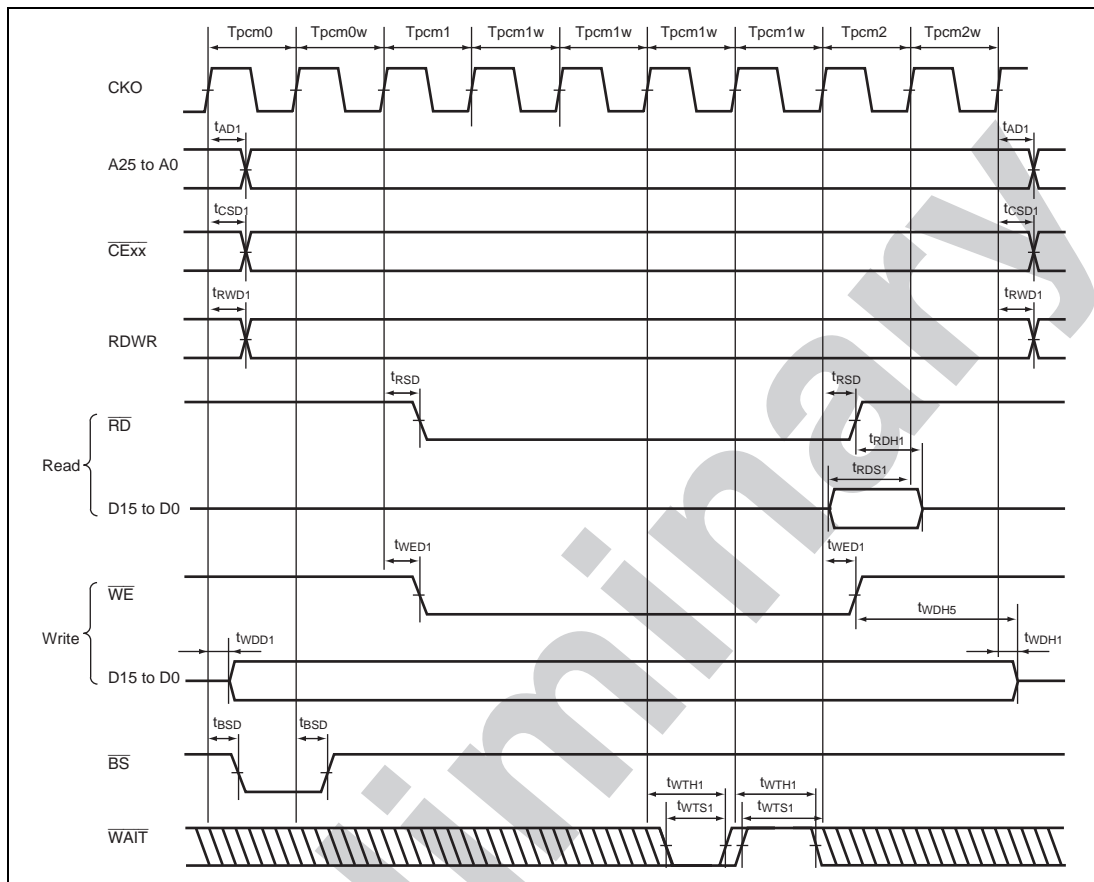 Tpcm0 Tpcm0w Tpcm1 Tpcm1w Tpcm1w Tpcm1w Tpcm1w Tpcm2 Tpcm2w
CKO
tAD1 tAD1
A25 to A0
tCSD1 tCSD1
CExx
tRWD1 tRWD1
RDWR
tRSD tRSD
RD
tRDH1
Read
tRDS1
D15 to D0
tWED1 tWED1
WE
tWDH5
Write
tWDD1 tWDH1
D15 to D0
tBSD tBSD
BS
tWTH1 tWTH1
tWTS1 tWTS1
WAIT
liminary